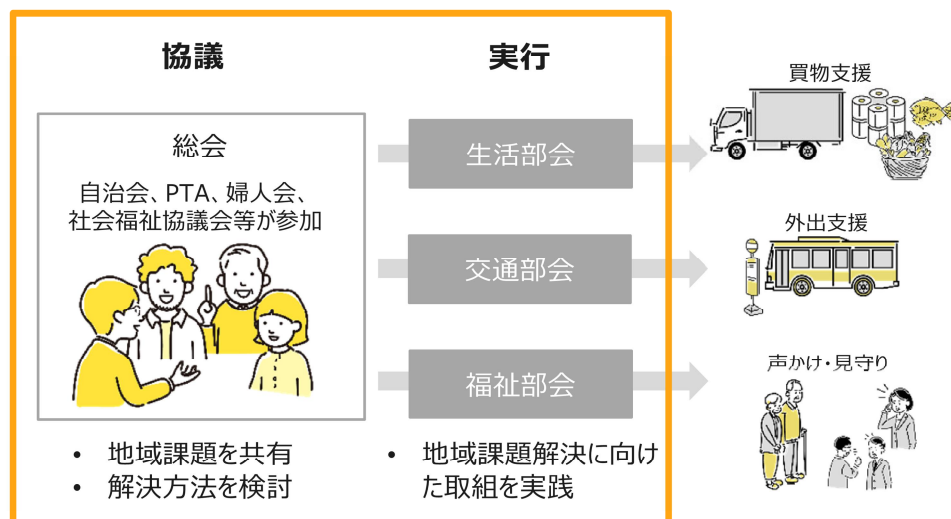 協議
実行
総会
自治会、PTA、婦人会、
社会福祉協議会等が参加
• 地域課題を共有
• 解決方法を検討
生活部会
交通部会
福祉部会
• 地域課題解決に向け
た取組を実践
買物支援
外出支援
声かけ・見守り